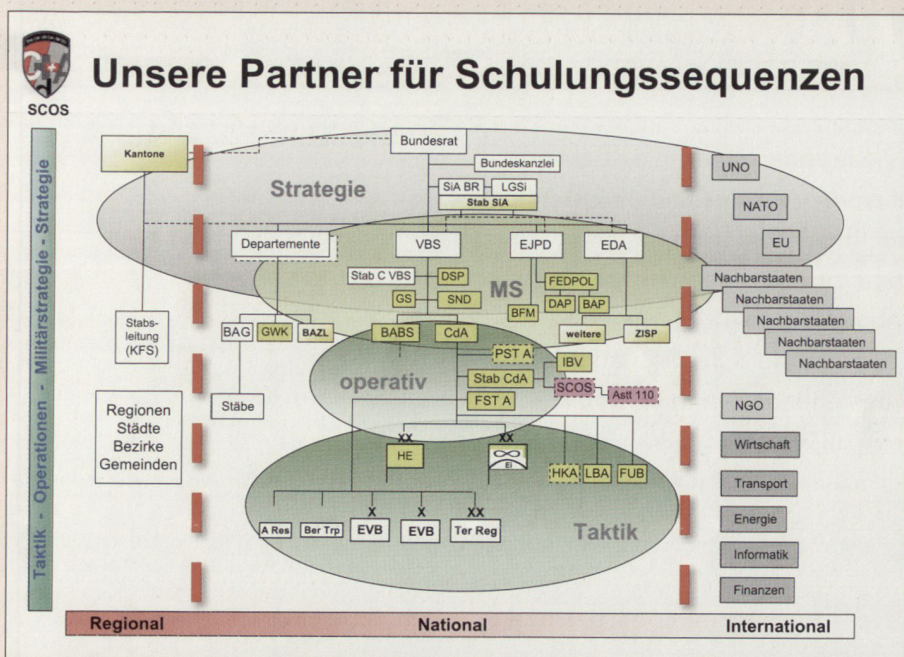 SCOS
Unsere Partner für Schulungssequenzen
Taktik - Operationen - Militärstrategie - Strategie
Kantone
Bundesrat
Bundeskanzlei
UNO
Strategie
SiA BR
LGSi
Stab SiA
NATO
Departemente
VBS
EJPD
EDA
EU
Stab C VBS
DSP
MS
FEDPOL
Nachbarstaaten
Nachbarstaaten
Nachbarstaaten
Nachbarstaaten
Nachbarstaaten
GS
SND
DAP
BAP
BFM
Stabs-
leitung
(KFS)
BAG
GWK
BAZL
BABS
CdA
weitere
ZISP
PST A
IBV
operativ
Stab CdA
SCOS
Astt 110
FST A
Stäbe
Regionen
Städte
Bezirke
Gemeinden
NGO
Wirtschaft
Transport
Energie
Informatik
Finanzen
XX
HE
XX
Ei
HKA
LBA
FUB
A Res
Ber Trp
X
EVB
X
EVB
XX
Ter Reg
Taktik
Regional
National
International